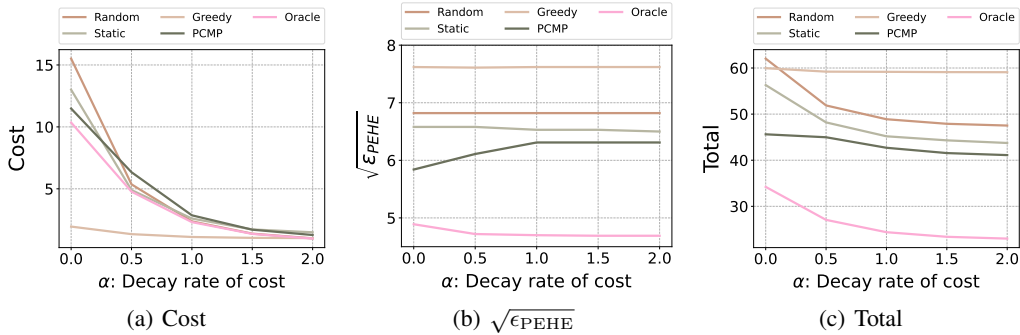 Random Greedy Oracle
Static PCMP
Cost
15
10
5
0.0 0.5 1.0 1.5 2.0
α: Decay rate of cost
(a) Cost
Random Greedy Oracle
Static PCMP
√εPEHE
8
7
6
5
0.0 0.5 1.0 1.5 2.0
α: Decay rate of cost
(b) √ϵPEHE
Random Greedy Oracle
Static PCMP
Total
60
50
40
30
0.0 0.5 1.0 1.5 2.0
α: Decay rate of cost
(c) Total